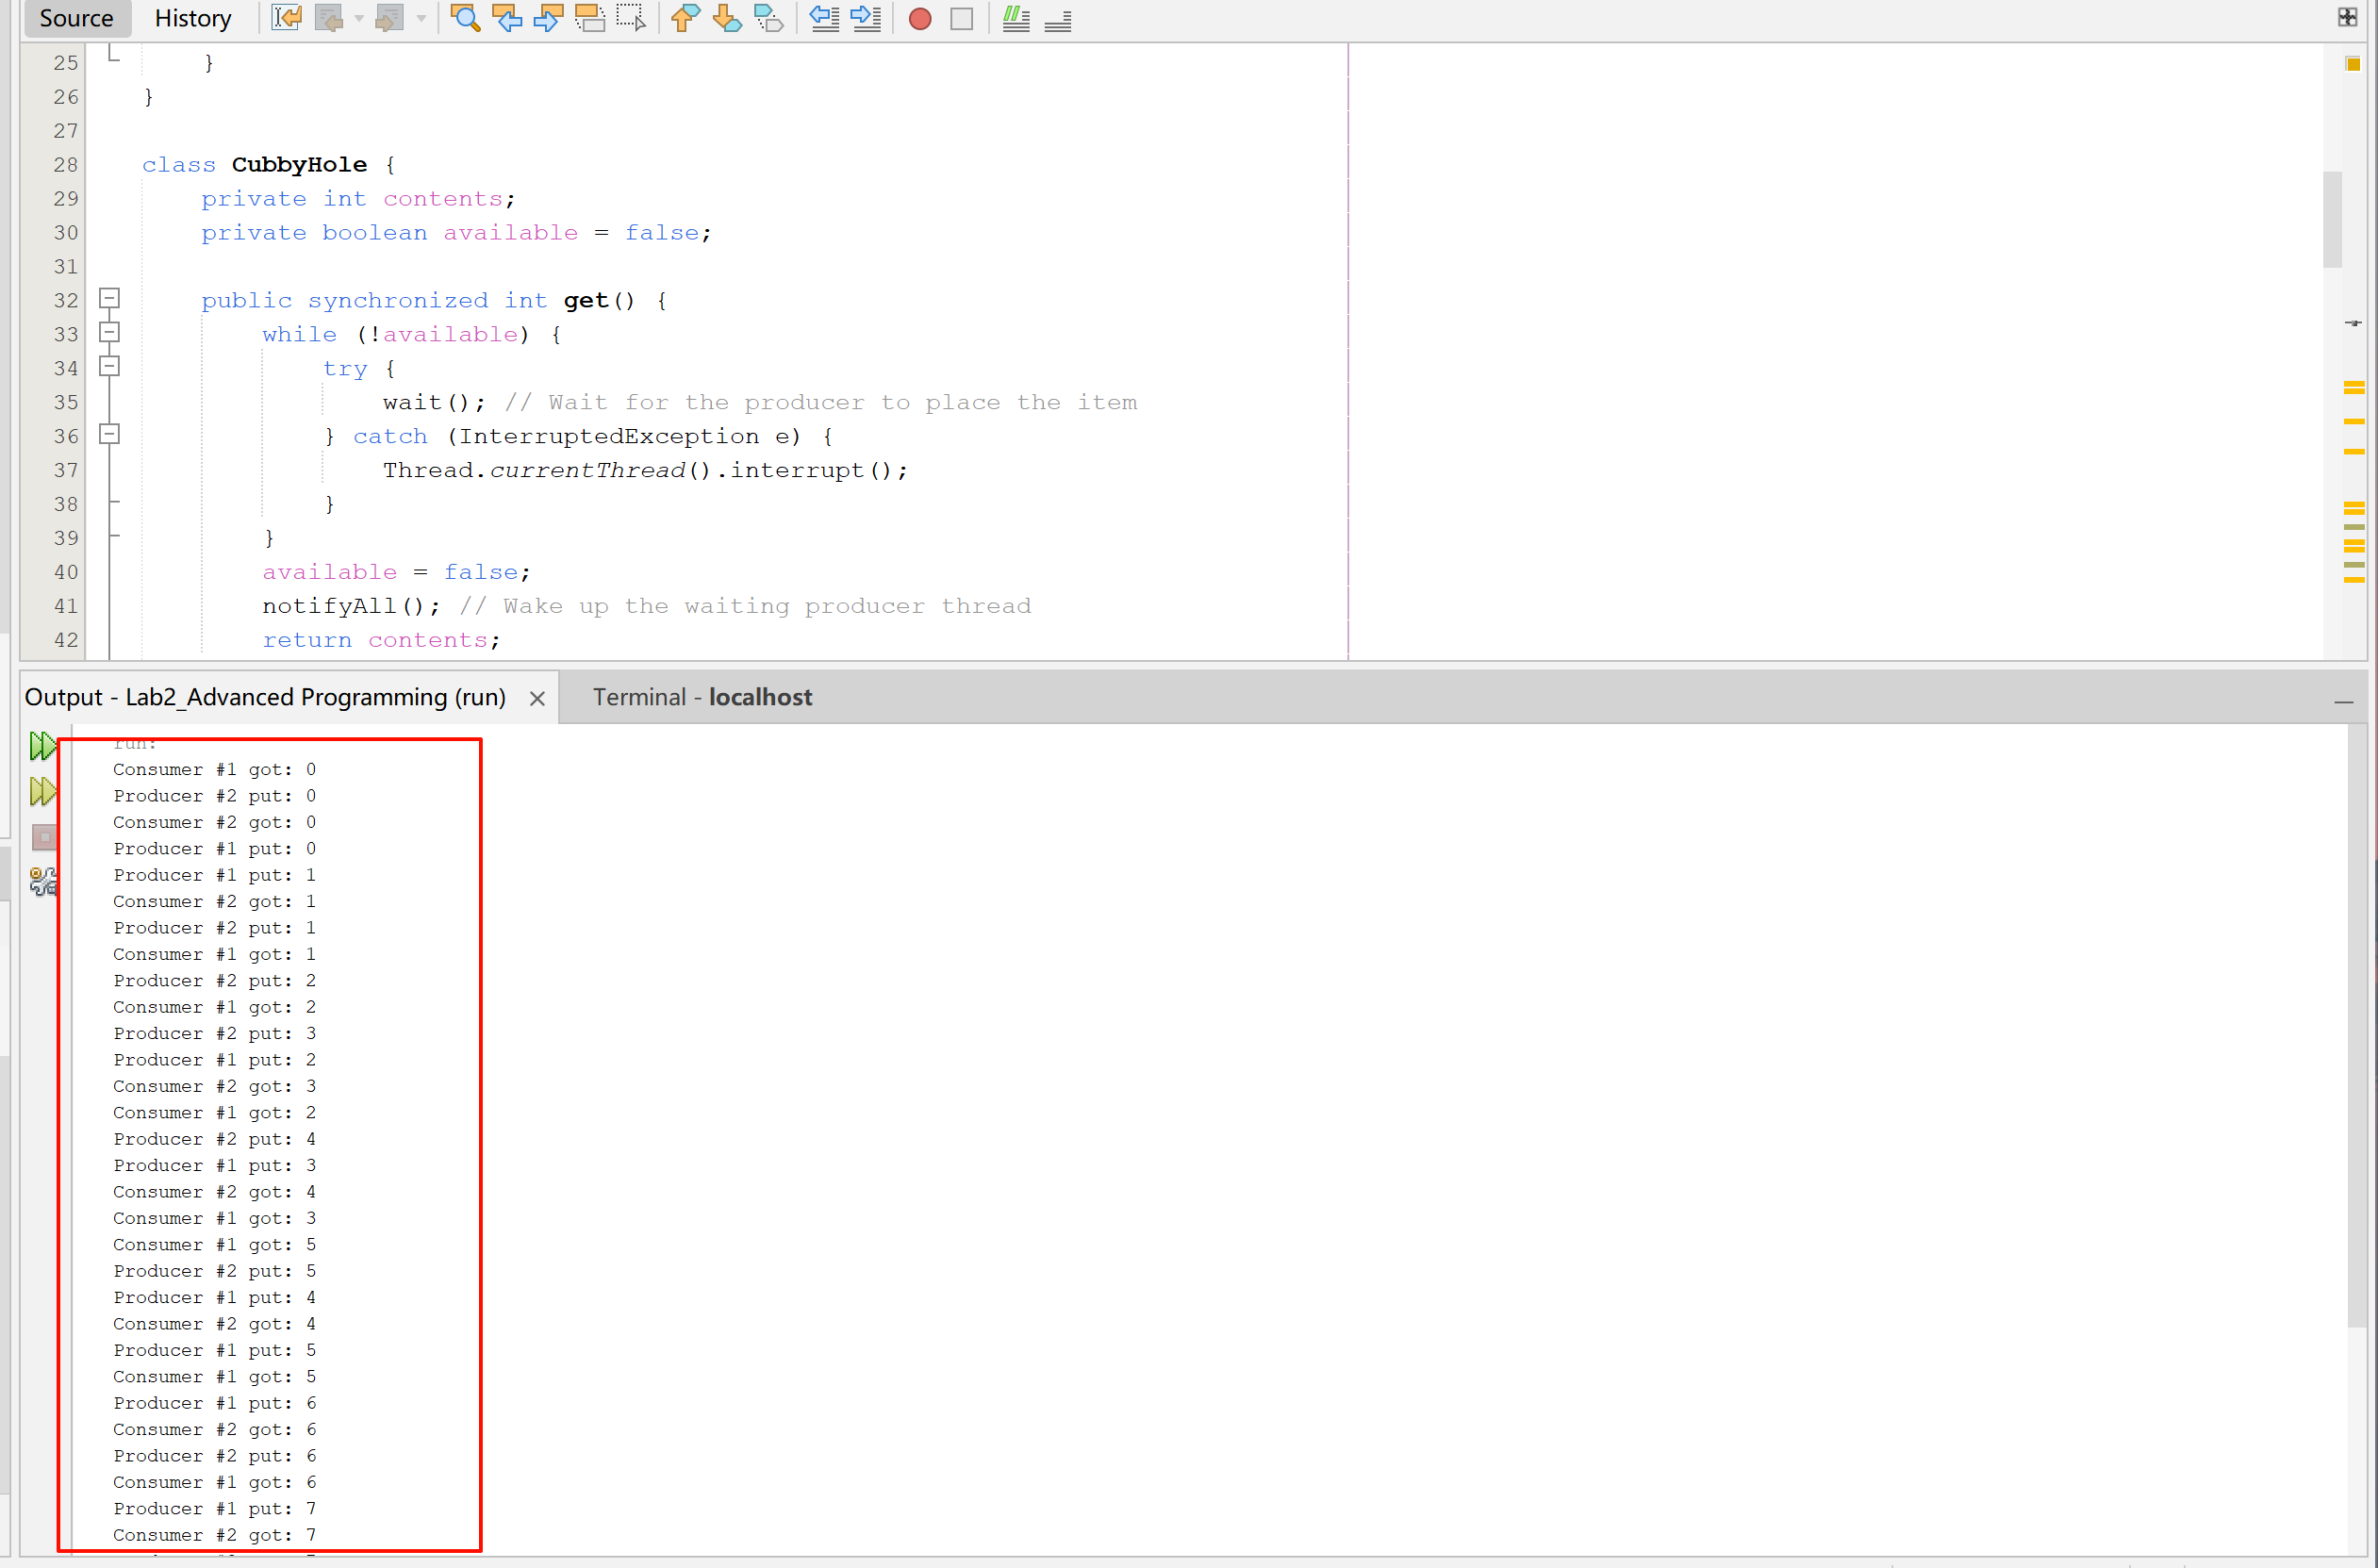 Source History
25 }
26 }
27
28 class CubbyHole {
29 private int contents;
30 private boolean available = false;
31
32 public synchronized int get() {
33 while (!available) {
34 try {
35 wait(); // Wait for the producer to place the item
36 } catch (InterruptedException e) {
37 Thread.currentThread().interrupt();
38 }
39 }
40 available = false;
41 notifyAll(); // Wake up the waiting producer thread
42 return contents;
Output - Lab2_Advanced Programming (run) Terminal - localhost
run:
Consumer #1 got: 0
Producer #2 put: 0
Consumer #2 got: 0
Producer #1 put: 0
Producer #1 put: 1
Consumer #2 got: 1
Producer #2 put: 1
Consumer #1 got: 1
Producer #2 put: 2
Consumer #1 got: 2
Producer #2 put: 3
Producer #1 put: 2
Consumer #2 got: 3
Consumer #1 got: 2
Producer #2 put: 4
Producer #1 put: 3
Consumer #2 got: 4
Consumer #1 got: 3
Consumer #1 got: 5
Producer #2 put: 5
Producer #1 put: 4
Consumer #2 got: 4
Producer #1 put: 5
Consumer #1 got: 5
Producer #1 put: 6
Consumer #2 got: 6
Producer #2 put: 6
Consumer #1 got: 6
Producer #1 put: 7
Consumer #2 got: 7